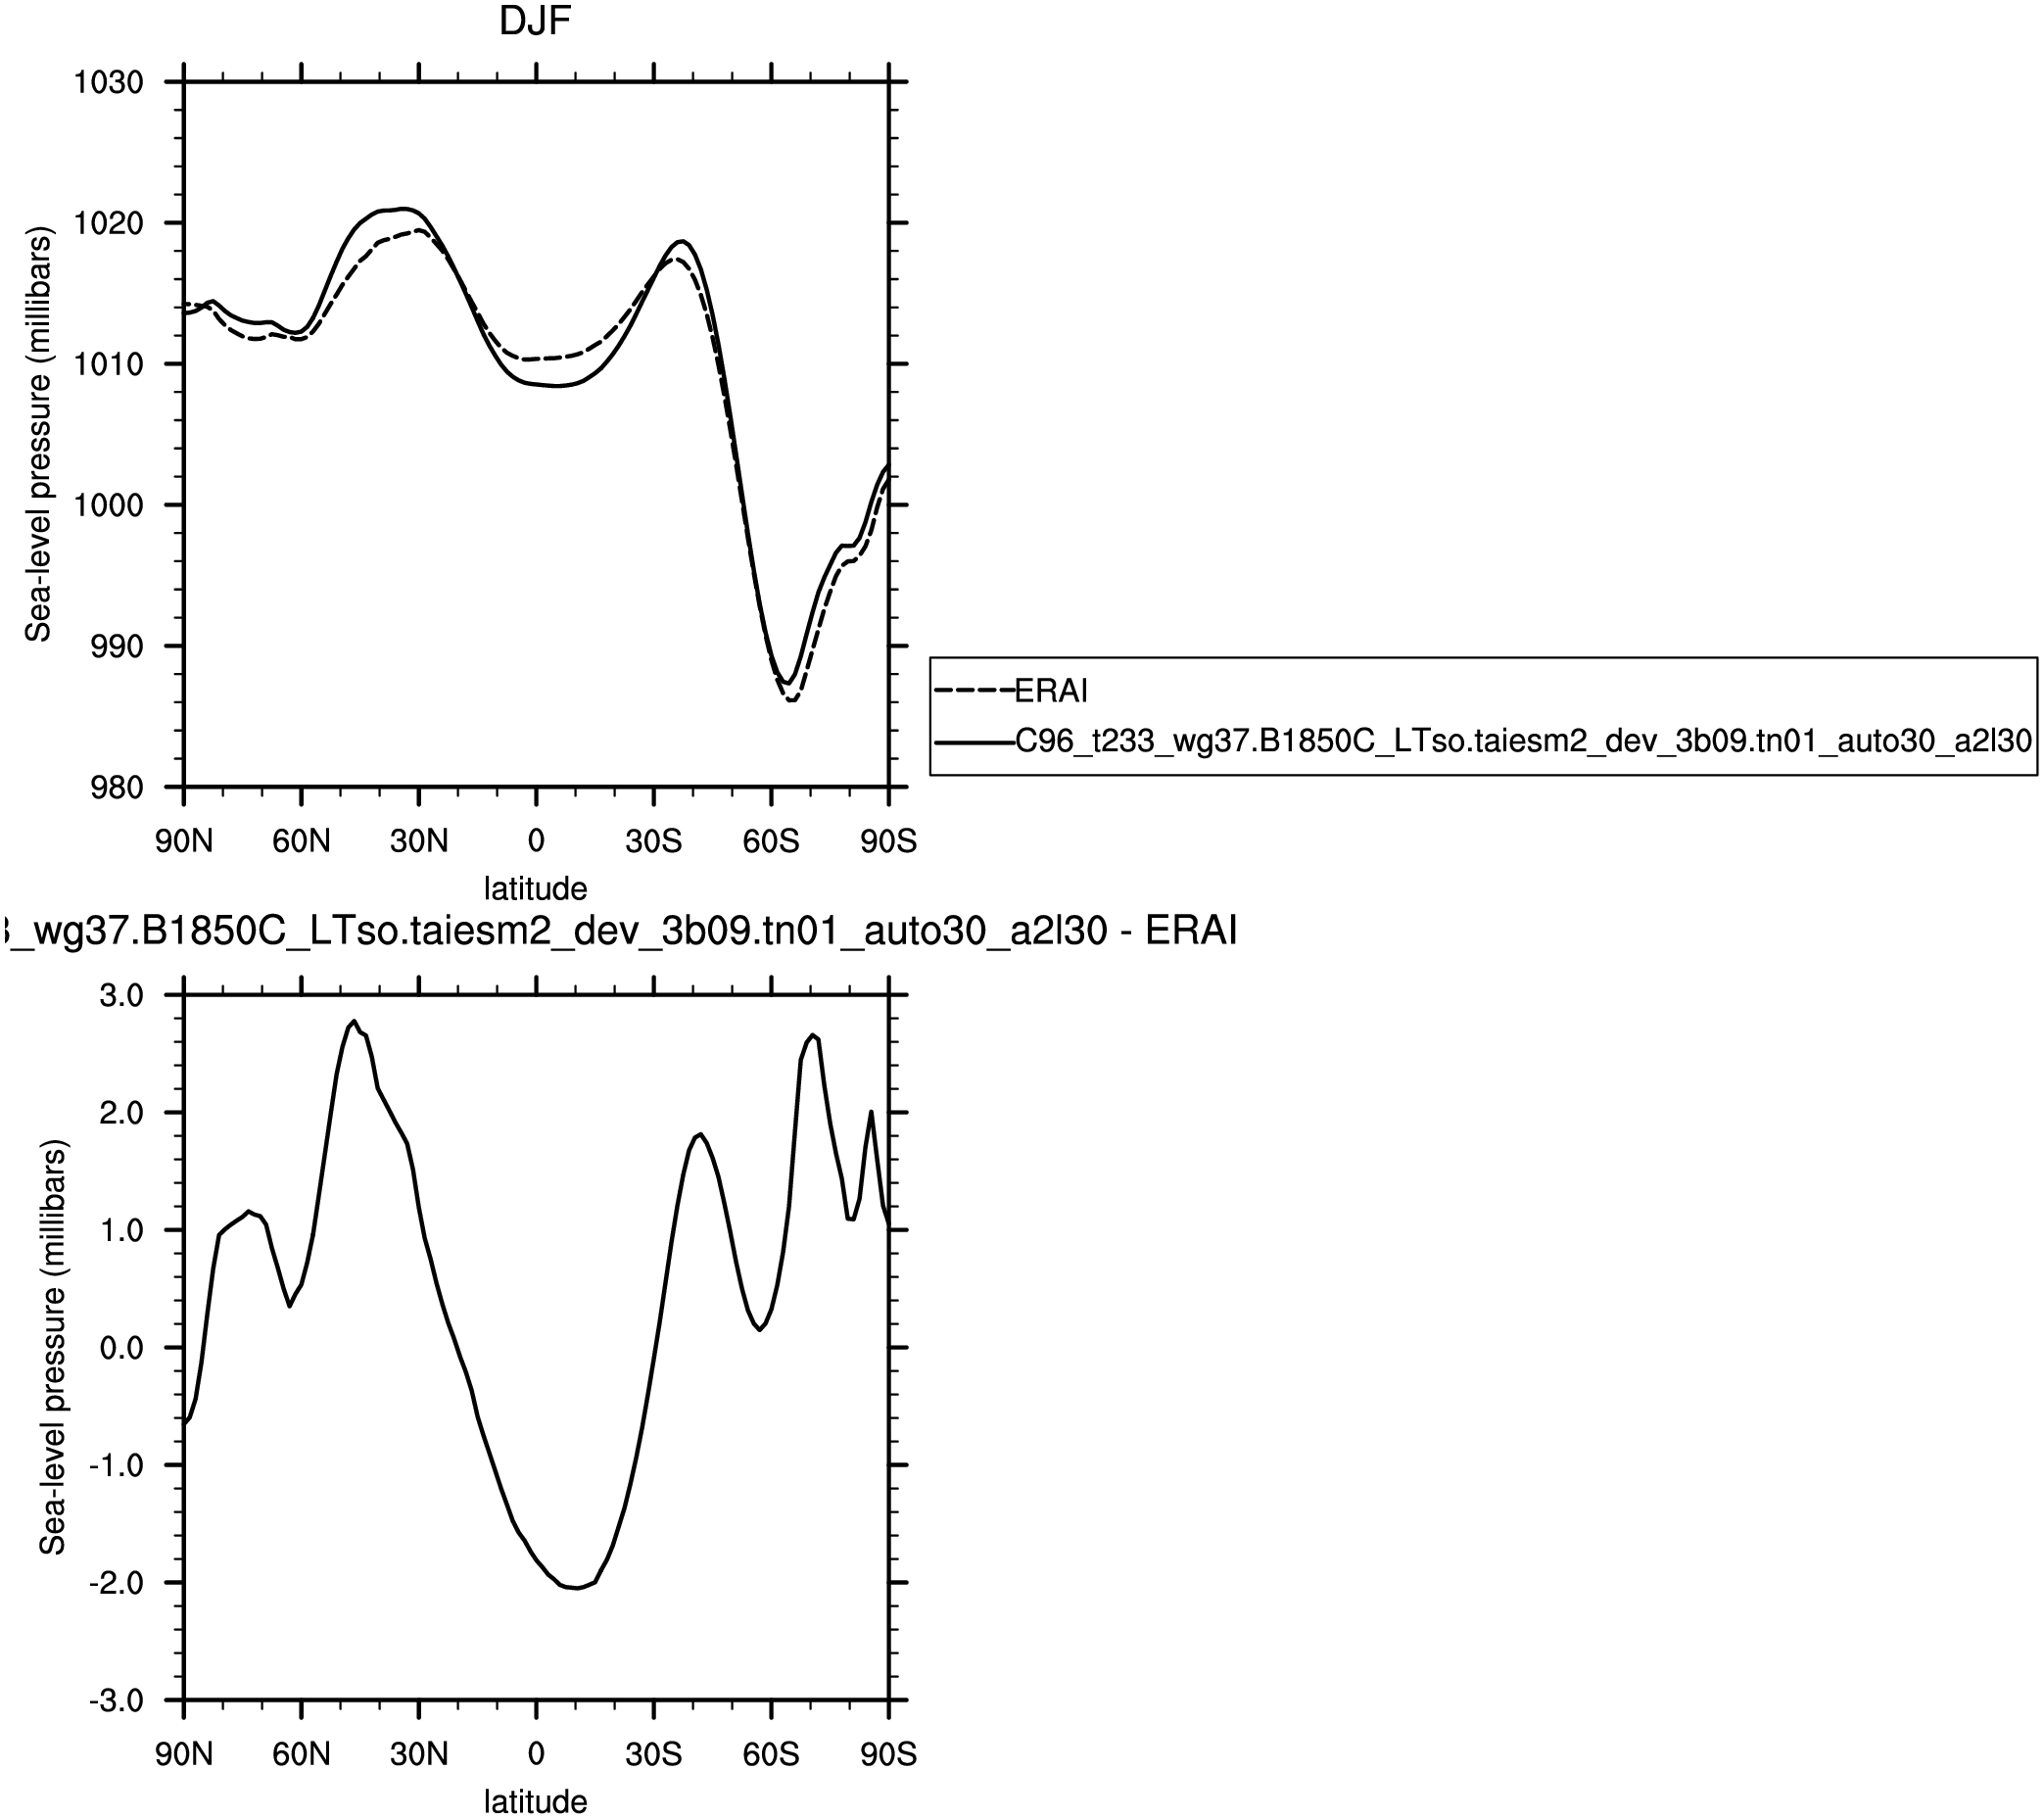 DJF
1030
1020
1010
1000
990
980
Sea-level pressure (millibars)
90N 60N 30N 0 30S 60S 90S
latitude
ERAI
C96_t233_wg37.B1850C_LTso.taiesm2_dev_3b09.tn01_auto30_a2l30
_wg37.B1850C_LTso.taiesm2_dev_3b09.tn01_auto30_a2l30 - ERAI
3.0
2.0
1.0
0.0
-1.0
-2.0
-3.0
Sea-level pressure (millibars)
90N 60N 30N 0 30S 60S 90S
latitude